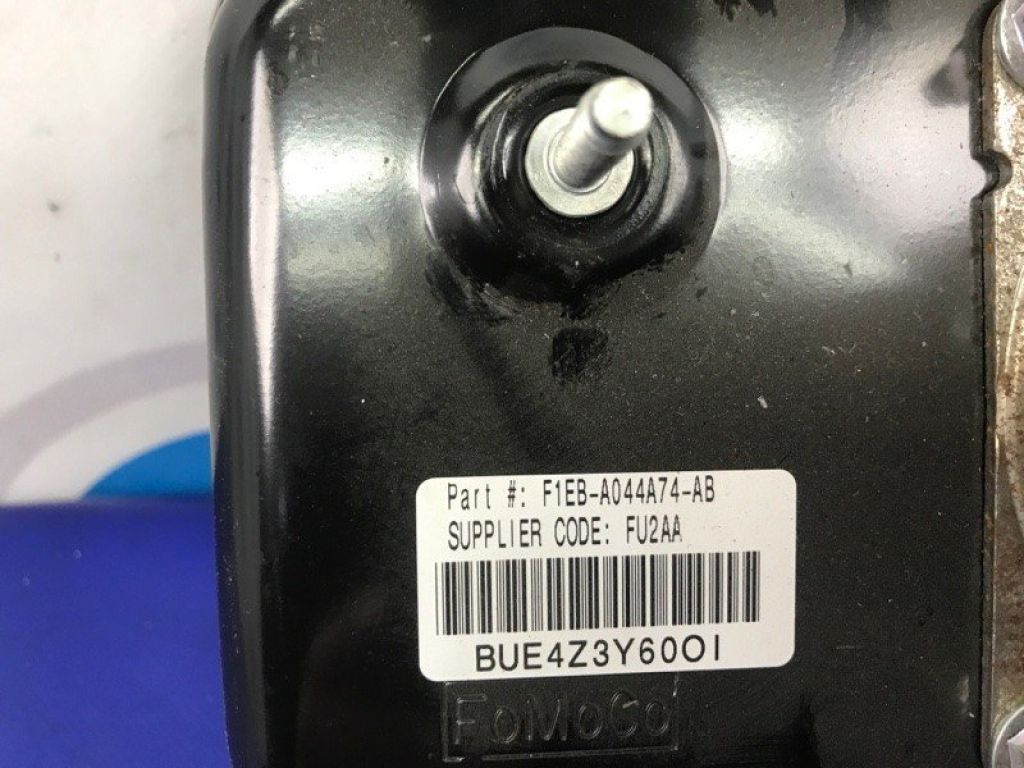 Part #: F1EB-A044A74-AB
SUPPLIER CODE: FU2AA
BUE4Z3Y60OI
FoMoCo